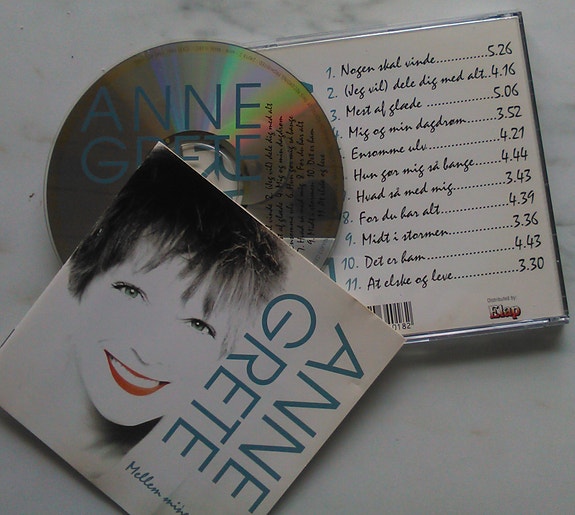 ANNE
GRETE
1. Nogen skal vinde...............5.26
2. (Jeg vil) dele dig med alt..4.16
3. Mest af glæde ...............5.06
4. Mig og min dagdrøm........3.52
Ensomme ulv...................4.21
Hun gør mig så bange......4.44
Hvad så med mig.............3.43
8. For du har alt..................4.39
9. Midt i stormen................3.36
10. Det er ham ....................4.43
11. At elske og leve...............3.30
Distributed by:
Elap
0182
ANNE
GRETE
Mellem mine